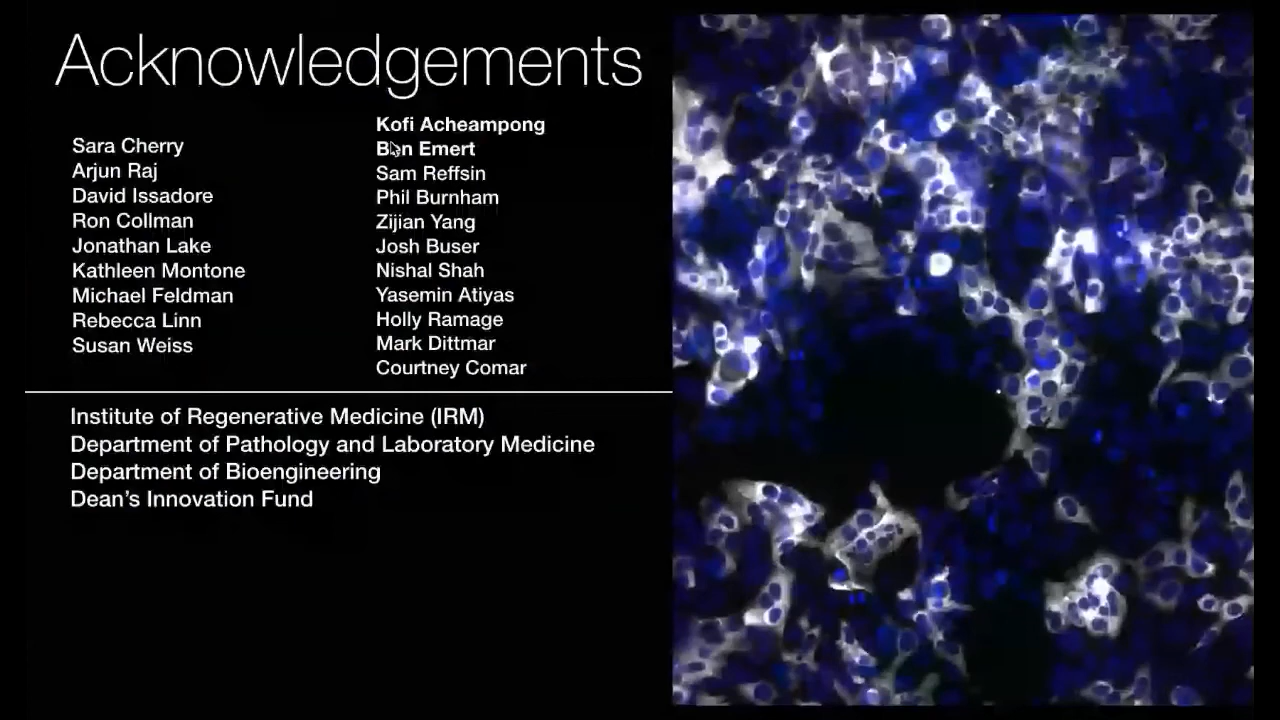 Acknowledgements
Sara Cherry
Arjun Raj
David Issadore
Ron Collman
Jonathan Lake
Kathleen Montone
Michael Feldman
Rebecca Linn
Susan Weiss
Kofi Acheampong
Ben Emert
Sam Reffsin
Phil Burnham
Zijian Yang
Josh Buser
Nishal Shah
Yasemin Atiyas
Holly Ramage
Mark Dittmar
Courtney Comar
Institute of Regenerative Medicine (IRM)
Department of Pathology and Laboratory Medicine
Department of Bioengineering
Dean’s Innovation Fund